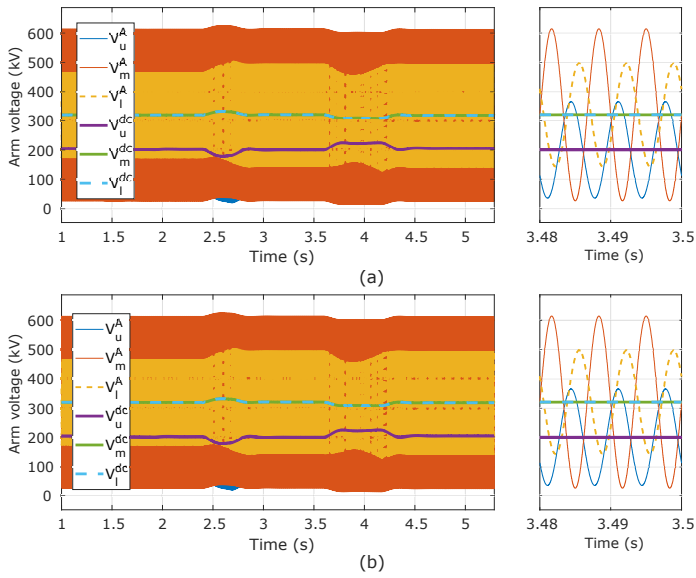 Arm voltage (kV)
600
500
400
300
200
100
0
V_u^A
V_m^A
V_l^A
V_u^dc
V_m^dc
V_l^dc
1 1.5 2 2.5 3 3.5 4 4.5 5
Time (s)
3.48 3.49 3.5
Time (s)
(a)
Arm voltage (kV)
600
500
400
300
200
100
0
V_u^A
V_m^A
V_l^A
V_u^dc
V_m^dc
V_l^dc
1 1.5 2 2.5 3 3.5 4 4.5 5
Time (s)
3.48 3.49 3.5
Time (s)
(b)